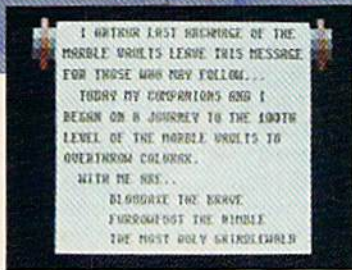 I ARTHUR LAST ARCHMAGE OF THE
MARBLE VAULTS LEAVE THIS MESSAGE
FOR THOSE WHO MAY FOLLOW...
TODAY MY COMPANIONS AND I
BEGAN ON A JOURNEY TO THE 100TH
LEVEL OF THE MARBLE VAULTS TO
OVERTHROW
WITH ME ARE..
BLOODAXE THE BRAVE
FURROWFOOT THE NIMBLE
THE MOST HOLY GRINDLEWALD